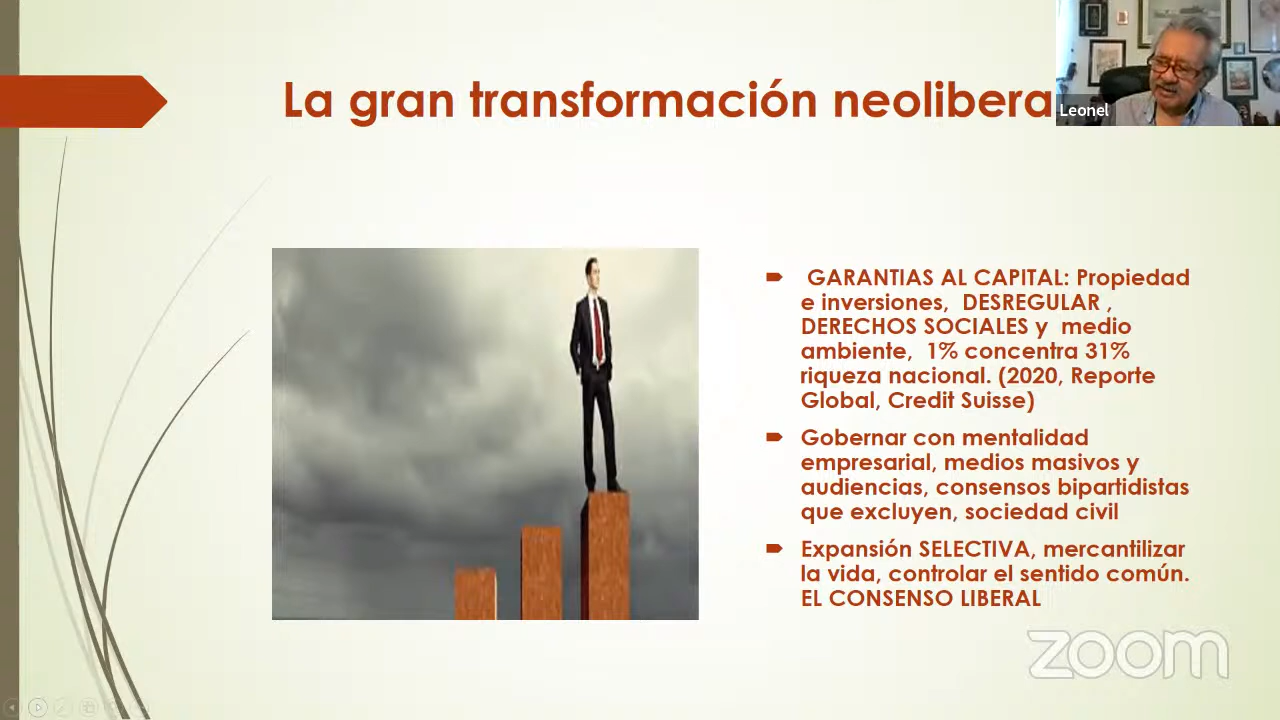 La gran transformación neolibera
Leonel
GARANTIAS AL CAPITAL: Propiedad
e inversiones, DESREGULAR ,
DERECHOS SOCIALES y medio
ambiente, 1% concentra 31%
riqueza nacional. (2020, Reporte
Global, Credit Suisse)
Gobernar con mentalidad
empresarial, medios masivos y
audiencias, consensos bipartidistas
que excluyen, sociedad civil
Expansión SELECTIVA, mercantilizar
la vida, controlar el sentido común.
EL CONSENSO LIBERAL
zoom